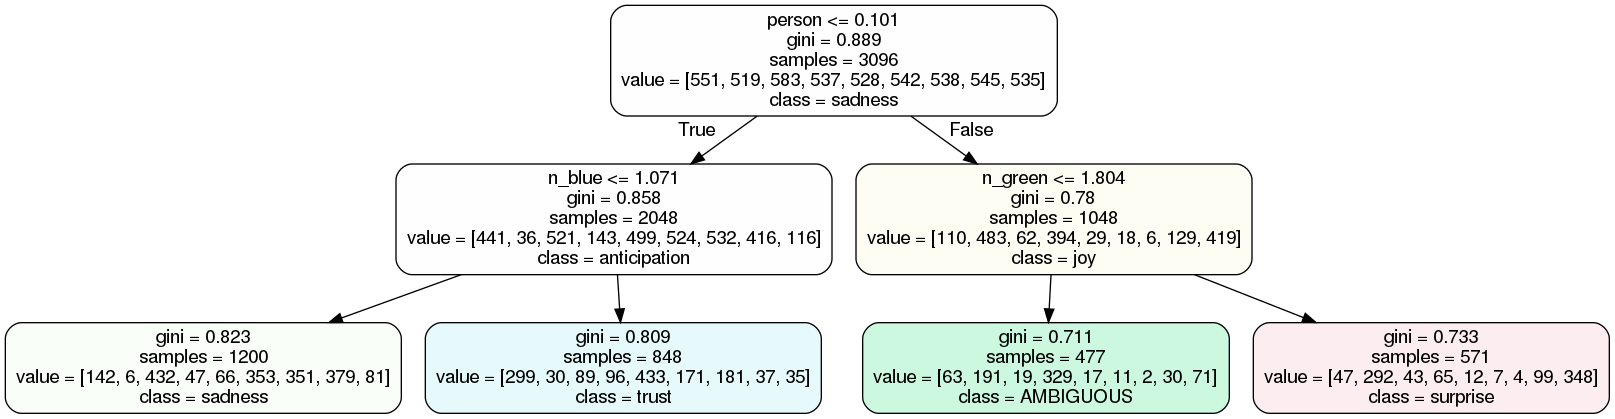 person <= 0.101
gini = 0.889
samples = 3096
value = [551, 519, 583, 537, 528, 542, 538, 545, 535]
class = sadness
True
False
n_blue <= 1.071
gini = 0.858
samples = 2048
value = [441, 36, 521, 143, 499, 524, 532, 416, 116]
class = anticipation
n_green <= 1.804
gini = 0.78
samples = 1048
value = [110, 483, 62, 394, 29, 18, 6, 129, 419]
class = joy
gini = 0.823
samples = 1200
value = [142, 6, 432, 47, 66, 353, 351, 379, 81]
class = sadness
gini = 0.809
samples = 848
value = [299, 30, 89, 96, 433, 171, 181, 37, 35]
class = trust
gini = 0.711
samples = 477
value = [63, 191, 19, 329, 17, 11, 2, 30, 71]
class = AMBIGUOUS
gini = 0.733
samples = 571
value = [47, 292, 43, 65, 12, 7, 4, 99, 348]
class = surprise